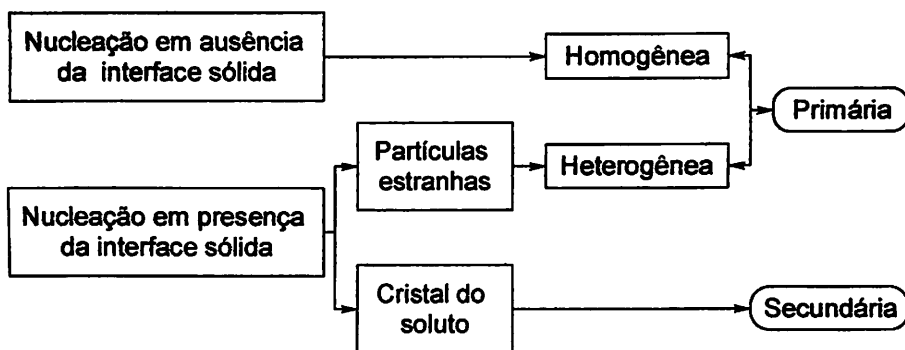 Nucleação em ausência
da interface sólida
Homogênea
Primária
Partículas
estranhas
Heterogênea
Nucleação em presença
da interface sólida
Cristal do
soluto
Secundária